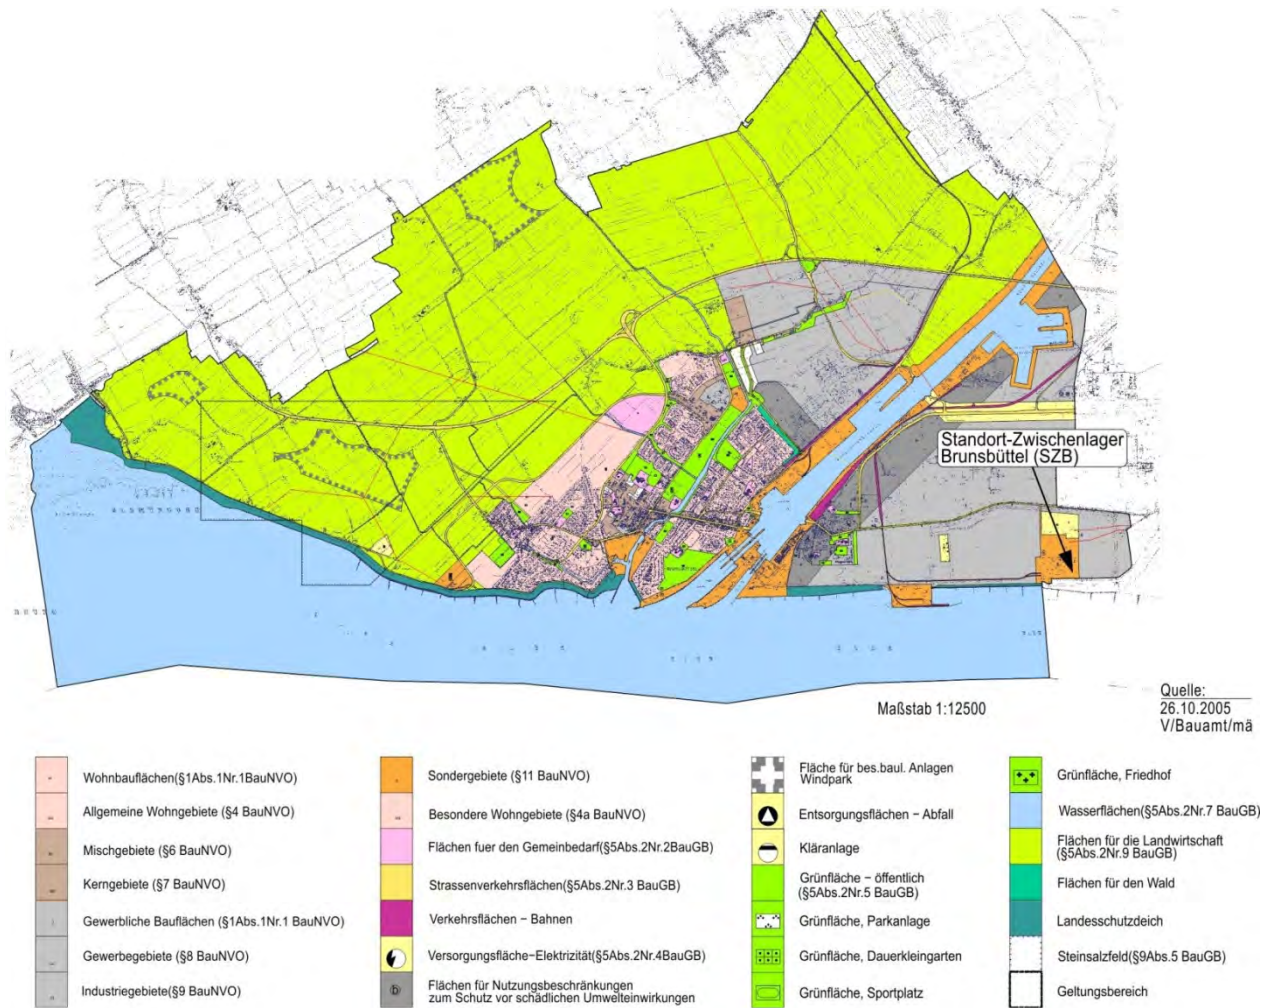 Standort-Zwischenlager
Brunsbüttel (SZB)
Maßstab 1:12500
Quelle:
26.10.2005
V/Bauamt/mä
Wohnbauflächen(§1Abs.1Nr.1BauNVO)
Allgemeine Wohngebiete (§4 BauNVO)
Mischgebiete (§6 BauNVO)
Kerngebiete (§7 BauNVO)
Gewerbliche Bauflächen (§1Abs.1Nr.1 BauNVO)
Gewerbegebiete (§8 BauNVO)
Industriegebiete(§9 BauNVO)
Sondergebiete (§11 BauNVO)
Besondere Wohngebiete (§4a BauNVO)
Flächen fuer den Gemeinbedarf(§5Abs.2Nr.2BauGB)
Strassenverkehrsflächen(§5Abs.2Nr.3 BauGB)
Verkehrsflächen - Bahnen
Versorgungsfläche-Elektrizität(§5Abs.2Nr.4BauGB)
b
Flächen für Nutzungsbeschränkungen
zum Schutz vor schädlichen Umwelteinwirkungen
Fläche für bes.baul. Anlagen
Windpark
Entsorgungsflächen - Abfall
Kläranlage
Grünfläche - öffentlich
(§5Abs.2Nr.5 BauGB)
Grünfläche, Parkanlage
Grünfläche, Dauerkleingarten
Grünfläche, Sportplatz
Grünfläche, Friedhof
Wasserflächen(§5Abs.2Nr.7 BauGB)
Flächen für die Landwirtschaft
(§5Abs.2Nr.9 BauGB)
Flächen für den Wald
Landesschutzdeich
Steinsalzfeld(§9Abs.5 BauGB)
Geltungsbereich